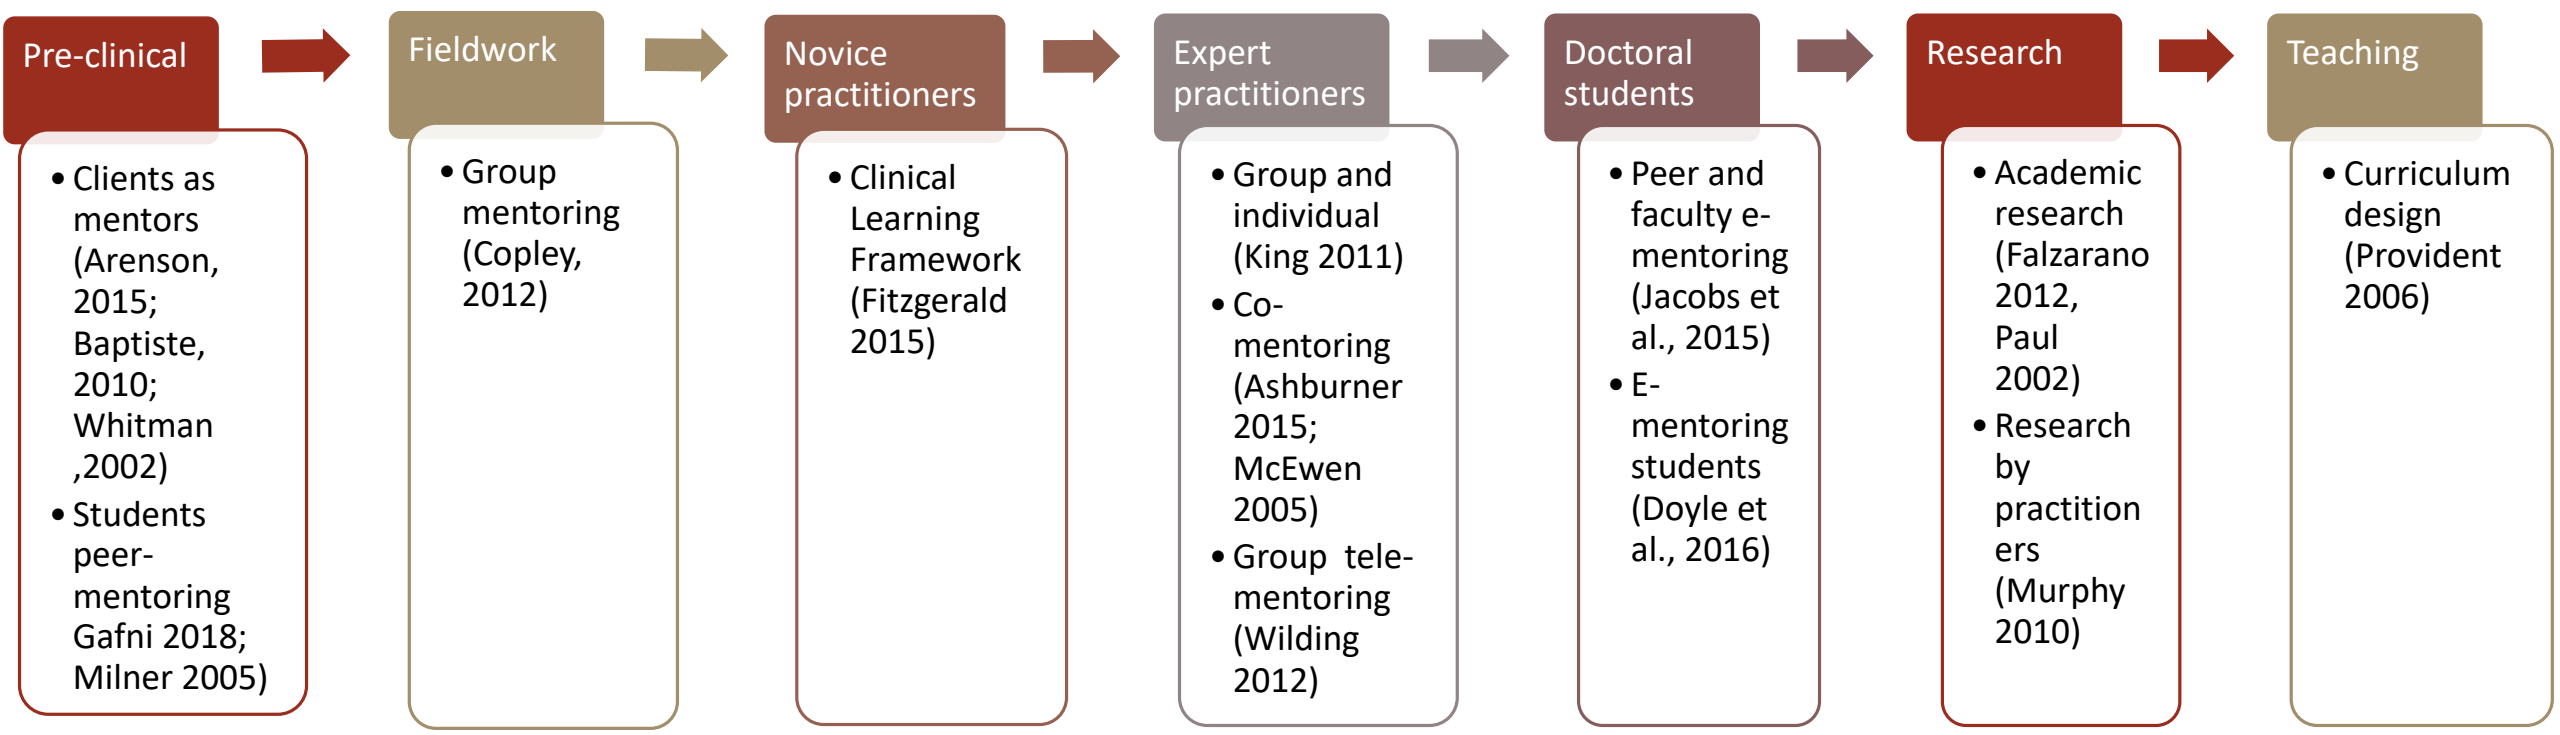 Pre-clinical
• Clients as
mentors
(Arenson,
2015;
Baptiste,
2010;
Whitman
,2002)
• Students
peer-
mentoring
Gafni 2018;
Milner 2005)
Fieldwork
• Group
mentoring
(Copley,
2012)
Novice
practitioners
• Clinical
Learning
Framework
(Fitzgerald
2015)
Expert
practitioners
• Group and
individual
(King 2011)
• Co-
mentoring
(Ashburner
2015;
McEwen
2005)
• Group tele-
mentoring
(Wilding
2012)
Doctoral
students
• Peer and
faculty e-
mentoring
(Jacobs et
al., 2015)
• E-
mentoring
students
(Doyle et
al., 2016)
Research
• Academic
research
(Falzarano
2012,
Paul
2002)
• Research
by
practition
ers
(Murphy
2010)
Teaching
• Curriculum
design
(Provident
2006)